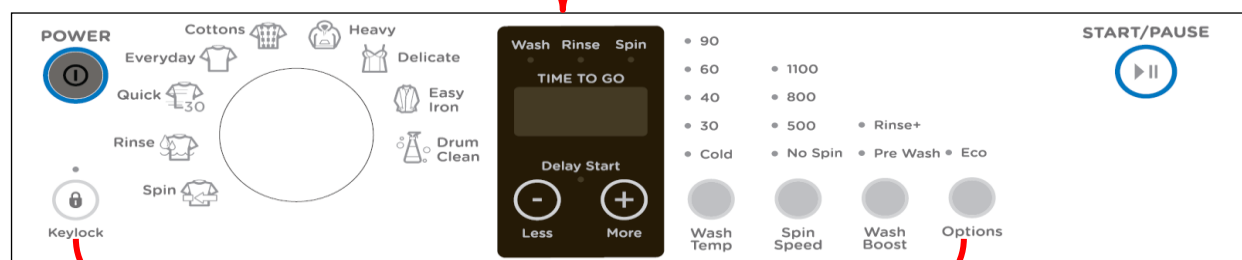 POWER
Cottons
Heavy
Everyday
Delicate
Quick
30
Easy
Iron
Rinse
Drum
Clean
Spin
Keylock
Wash Rinse Spin
TIME TO GO
Delay Start
-
+
Less
More
90
60
40
30
Cold
Wash
Temp
1100
800
500
No Spin
Spin
Speed
Rinse+
Pre Wash
Wash
Boost
Eco
Options
START/PAUSE